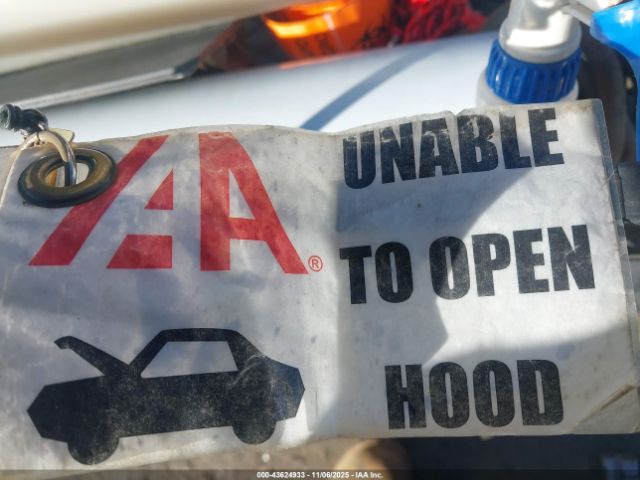 IAA®
UNABLE
TO OPEN
HOOD
000-43624933 - 11/06/2025 - IAA Inc.